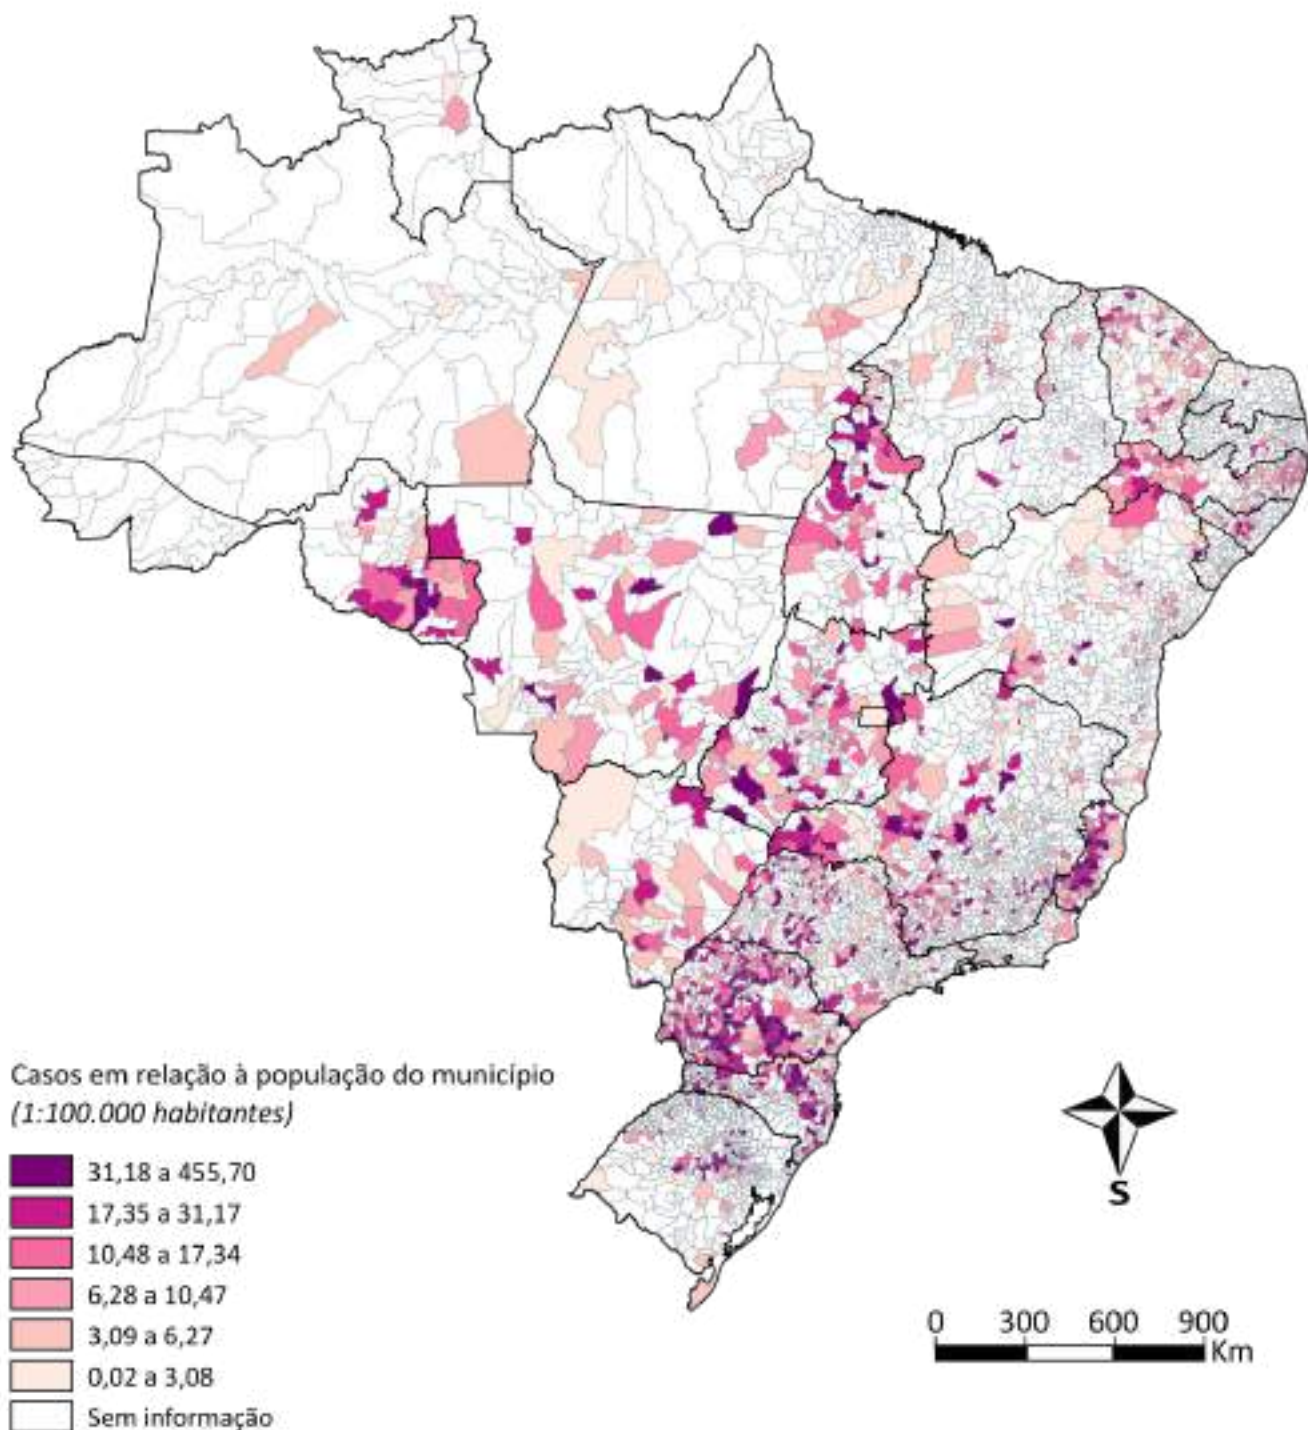 Casos em relação à população do município
(1:100.000 habitantes)
31,18 a 455,70
17,35 a 31,17
10,48 a 17,34
6,28 a 10,47
3,09 a 6,27
0,02 a 3,08
Sem informação
S
0 300 600 900
Km